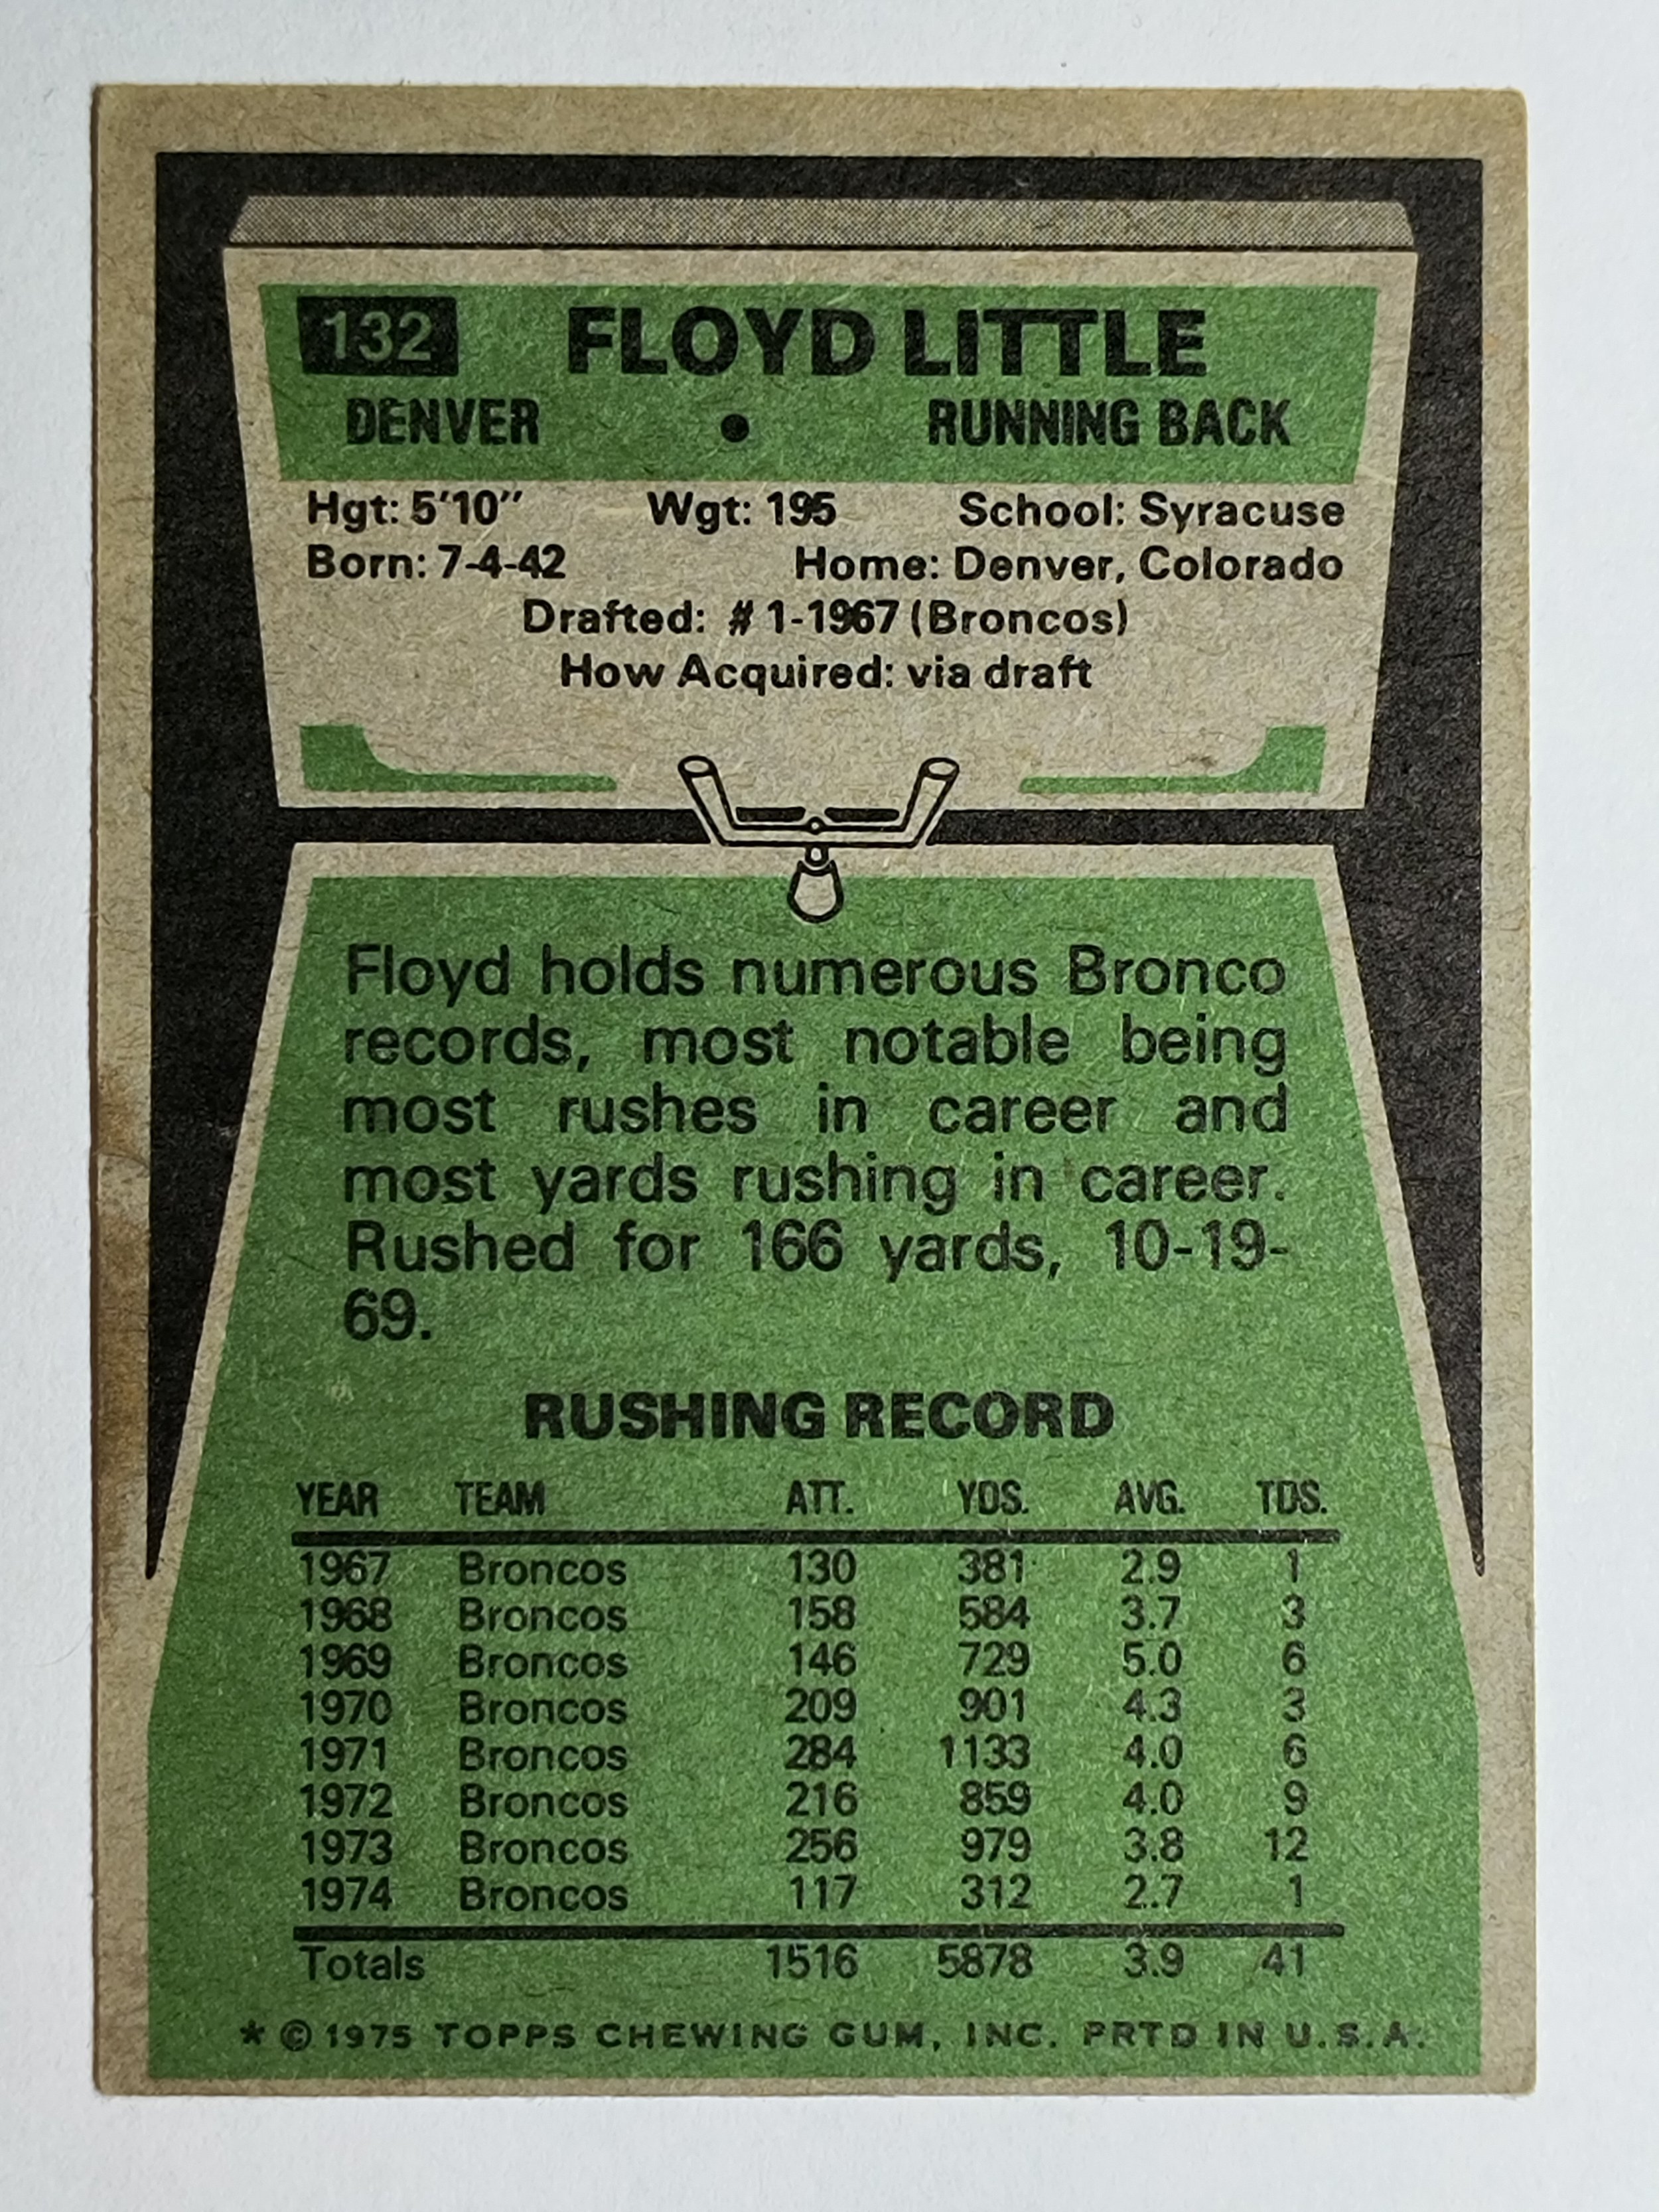 132 FLOYD LITTLE
DENVER • RUNNING BACK
Hgt: 5'10" Wgt: 195 School: Syracuse
Born: 7-4-42 Home: Denver, Colorado
Drafted: # 1-1967 (Broncos)
How Acquired: via draft
Floyd holds numerous Bronco
records, most notable being
most rushes in career and
most yards rushing in career.
Rushed for 166 yards, 10-19-
69.
RUSHING RECORD
YEAR TEAM ATT. YDS. AVG. TDS.
1967 Broncos 130 381 2.9 1
1968 Broncos 158 584 3.7 3
1969 Broncos 146 729 5.0 6
1970 Broncos 209 901 4.3 3
1971 Broncos 284 1133 4.0 6
1972 Broncos 216 859 4.0 9
1973 Broncos 256 979 3.8 12
1974 Broncos 117 312 2.7 1
Totals 1516 5878 3.9 41
* © 1975 TOPPS CHEWING GUM, INC. PRTD IN U.S.A.